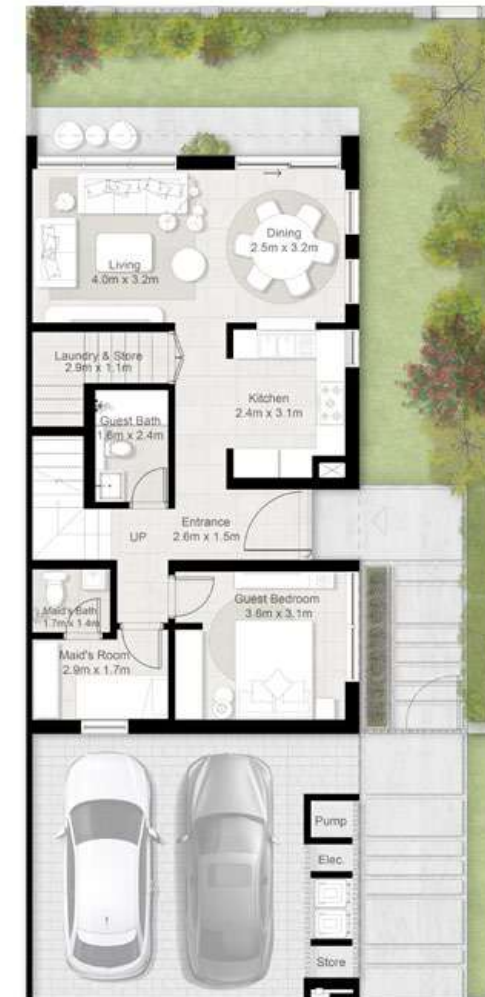 Dining
2.5m x 3.2m
Living
4.0m x 3.2m
Laundry & Store
2.9m x 1.1m
Kitchen
2.4m x 3.1m
Guest Bath
1.6m x 2.4m
Entrance
2.6m x 1.5m
UP
Guest Bedroom
3.6m x 3.1m
Maid's Bath
1.7m x 1.4m
Maid's Room
2.9m x 1.7m
Pump
Elec.
Store